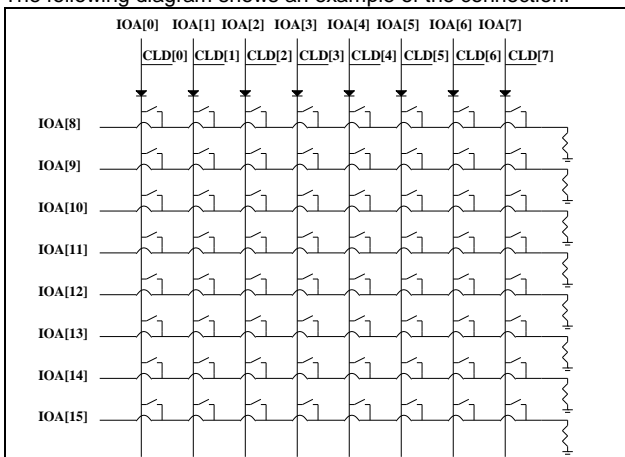 The following diagram shows an example of the connection.
IOA[0] IOA[1] IOA[2] IOA[3] IOA[4] IOA[5] IOA[6] IOA[7]
CLD[0] CLD[1] CLD[2] CLD[3] CLD[4] CLD[5] CLD[6] CLD[7]
IOA[8]
IOA[9]
IOA[10]
IOA[11]
IOA[12]
IOA[13]
IOA[14]
IOA[15]